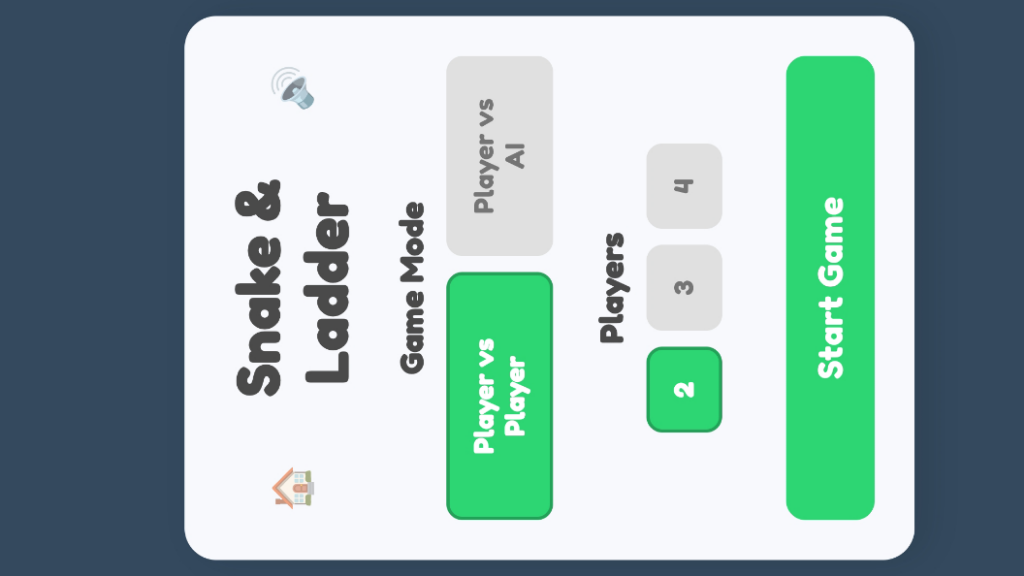 Snake &
Ladder
Game Mode
Player vs
Player
Player vs
AI
Players
2
3
4
Start Game